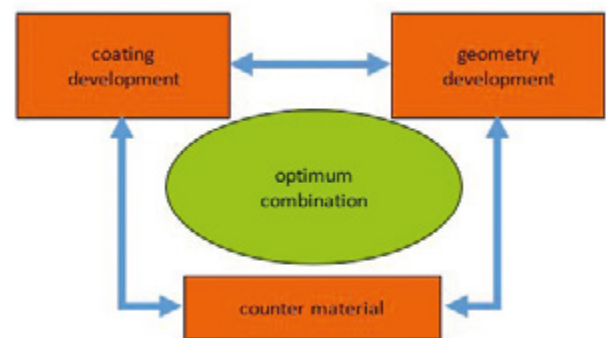 coating
development
geometry
development
optimum
combination
counter material